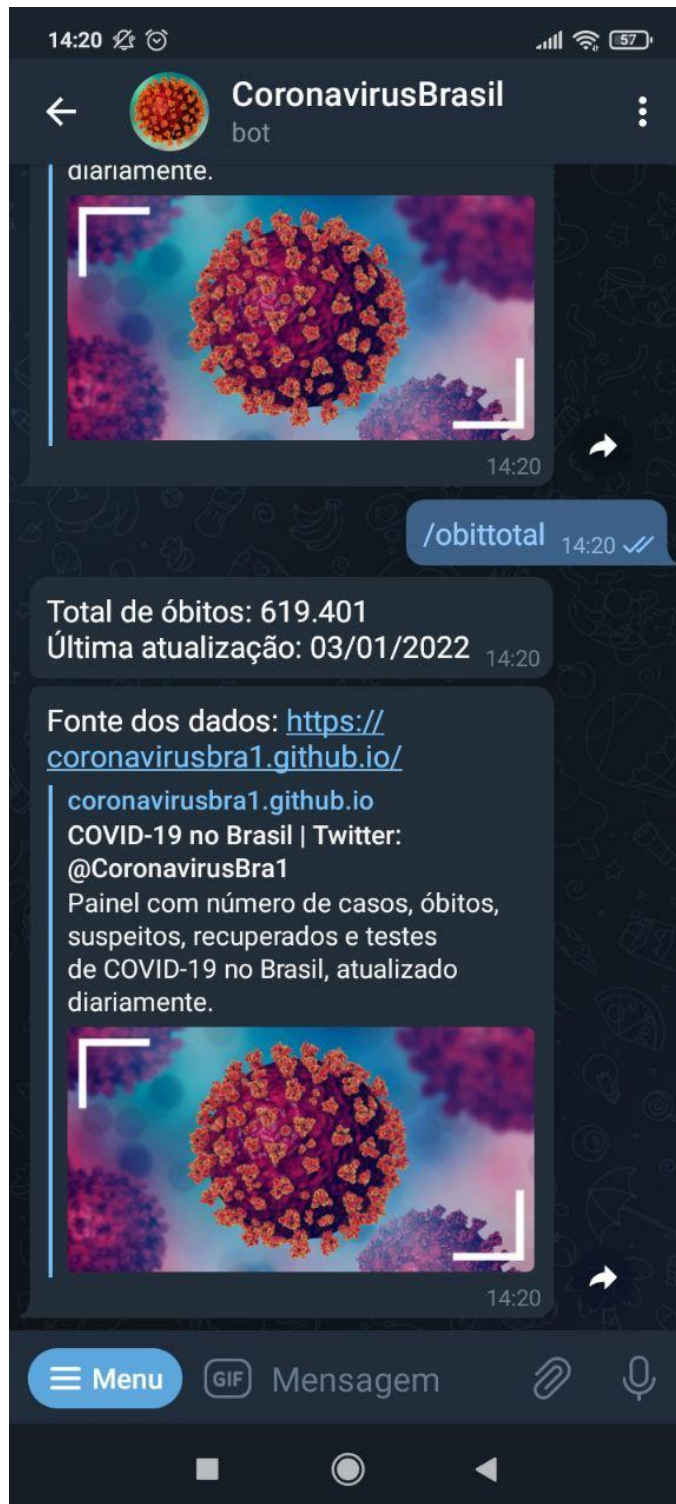 14:20 57
CoronavirusBrasil
bot
diariamente.
14:20
/obittotal 14:20
Total de óbitos: 619.401
Última atualização: 03/01/2022 14:20
Fonte dos dados: https://
coronavirusbra1.github.io/
coronavirusbra1.github.io
COVID-19 no Brasil | Twitter:
@CoronavirusBra1
Painel com número de casos, óbitos,
suspeitos, recuperados e testes
de COVID-19 no Brasil, atualizado
diariamente.
14:20
Menu GIF Mensagem